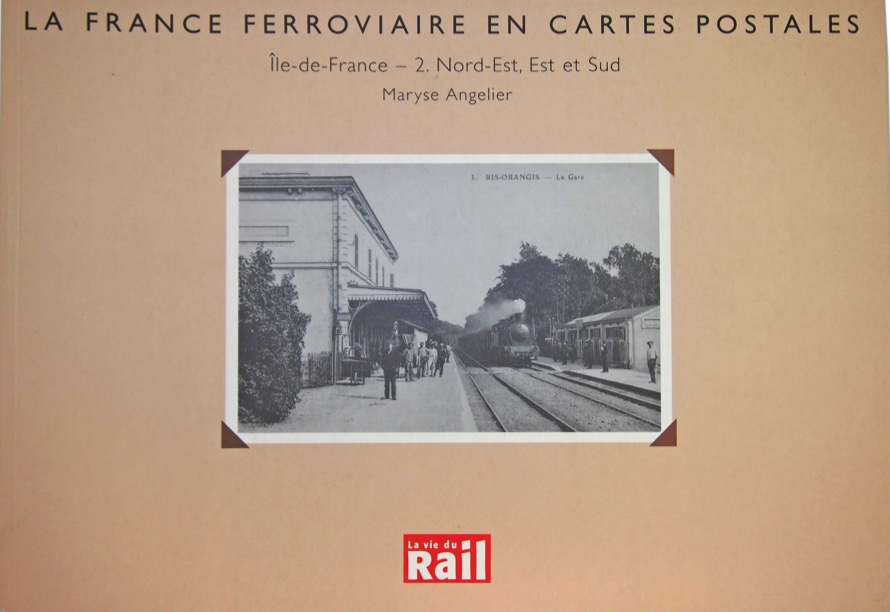 LA FRANCE FERROVIAIRE EN CARTES POSTALES
Île-de-France – 2. Nord-Est, Est et Sud
Maryse Angelier
3. RIS-ORANGIS — La Gare
La vie du
Rail